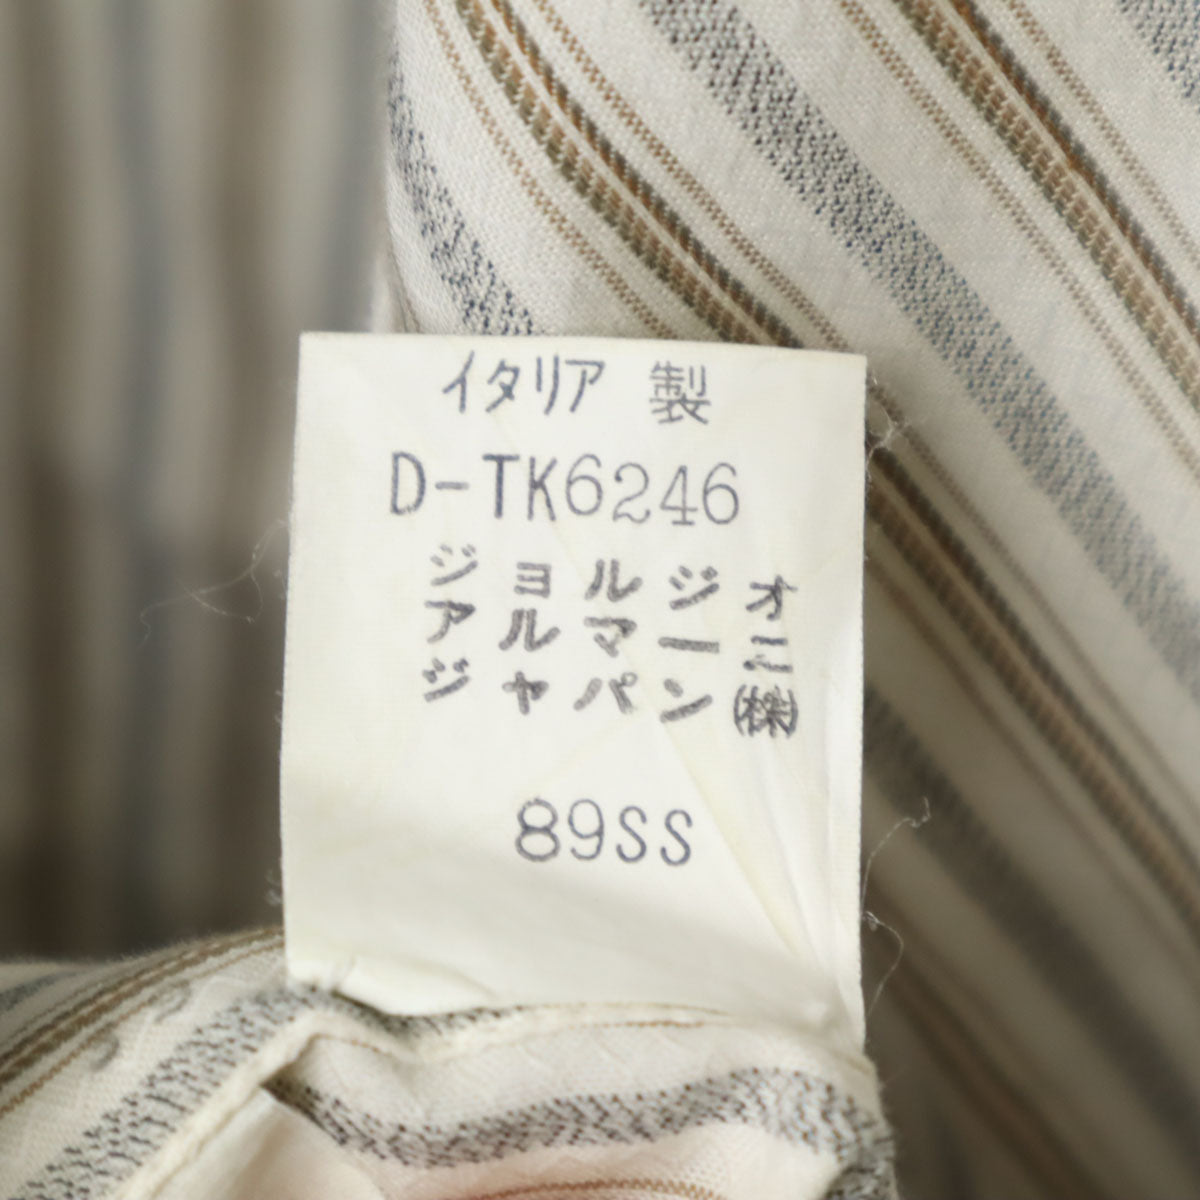 イタリア 製
D-TK6246
ジョルジオ
アルマーニ
ジャパン㈱
89SS